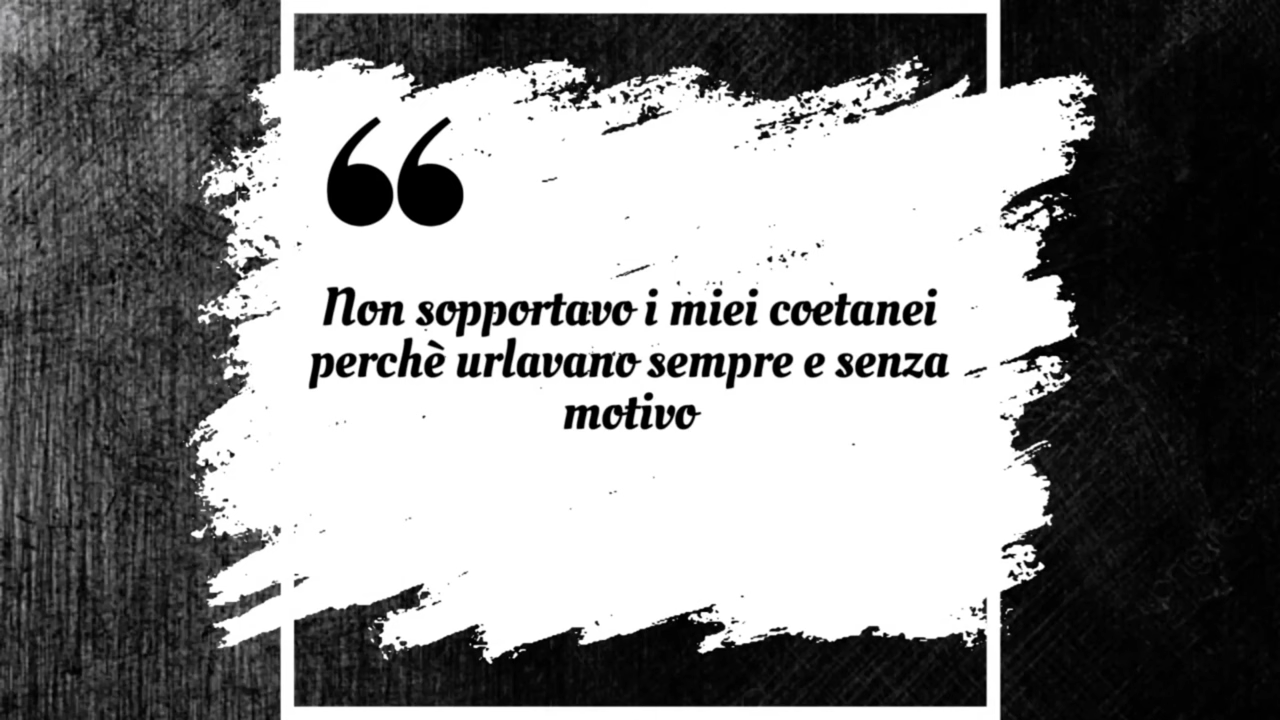 Non sopportavo i miei coetanei
perchè urlavano sempre e senza
motivo